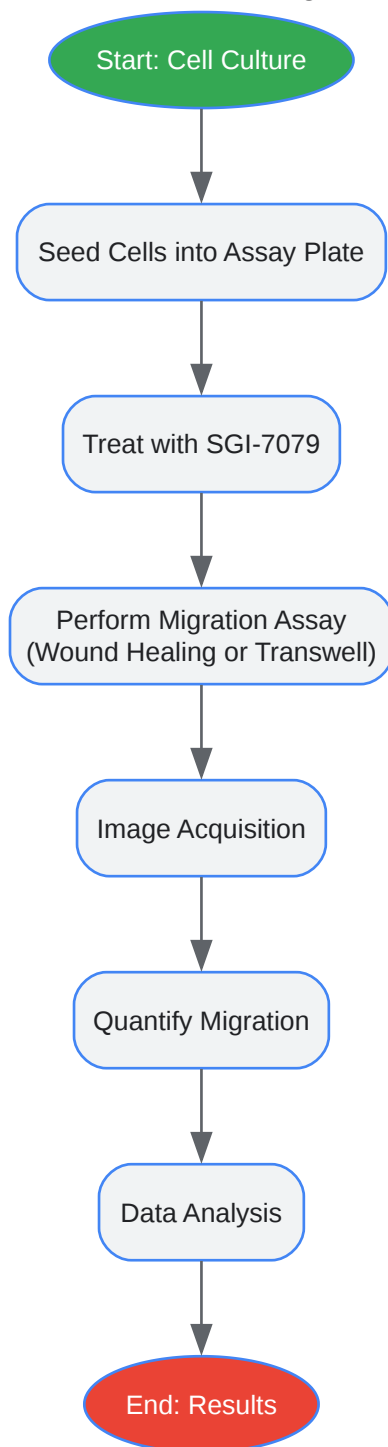 Start: Cell Culture
Seed Cells into Assay Plate
Treat with SGI-7079
Perform Migration Assay
(Wound Healing or Transwell)
Image Acquisition
Quantify Migration
Data Analysis
End: Results